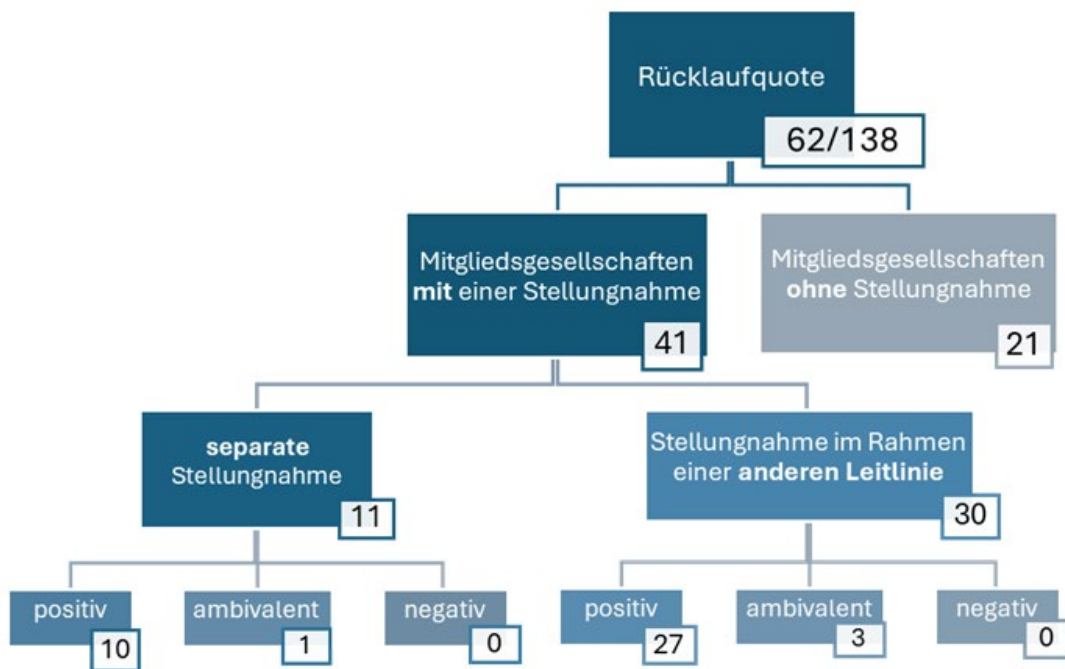 Rücklaufquote
62/138
Mitgliedsgesellschaften
mit einer Stellungnahme
41
Mitgliedsgesellschaften
ohne Stellungnahme
21
separate
Stellungnahme
11
Stellungnahme im Rahmen
einer anderen Leitlinie
30
positiv
10
ambivalent
1
negativ
0
positiv
27
ambivalent
3
negativ
0